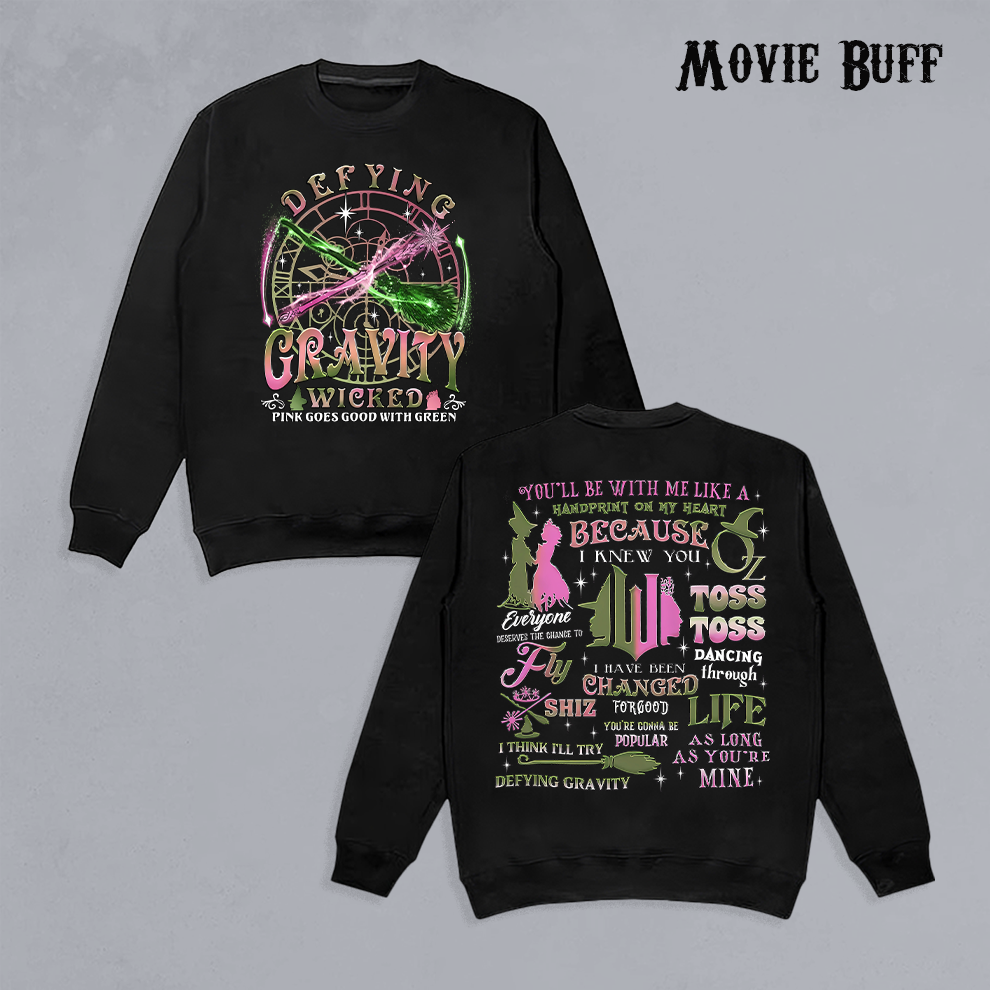 MOVIE BUFF
DEFYING
GRAVITY
WICKED
PINK GOES GOOD WITH GREEN
YOU'LL BE WITH ME LIKE A
HANDPRINT ON MY HEART
BECAUSE
I KNEW YOU
OZ
TOSS
TOSS
Everyone
DESERVES THE CHANCE TO
Fly
W
DANCING
through
LIFE
I HAVE BEEN
CHANGED
FOR GOOD
SHIZ
YOU'RE GONNA BE
POPULAR
AS LONG
AS YOU'RE
MINE
I THINK I'LL TRY
DEFYING GRAVITY